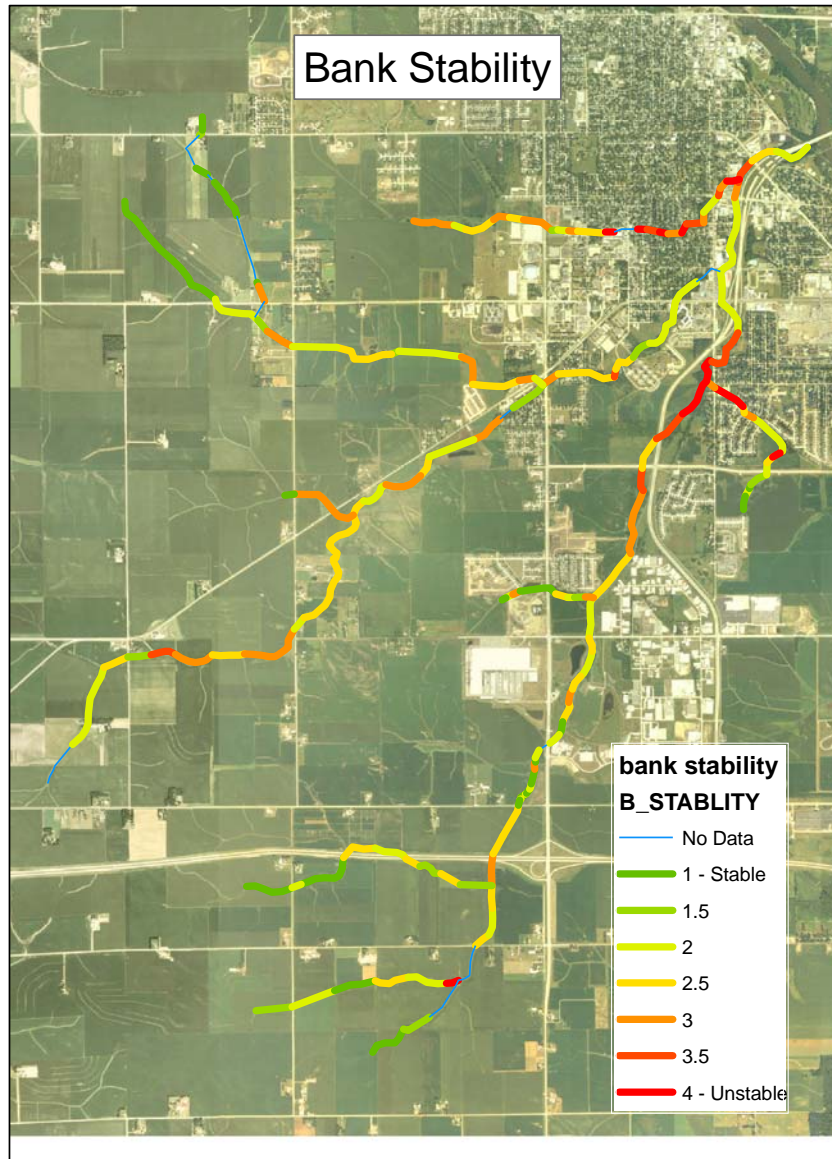 Bank Stability
bank stability
B_STABLITY
No Data
1 - Stable
1.5
2
2.5
3
3.5
4 - Unstable